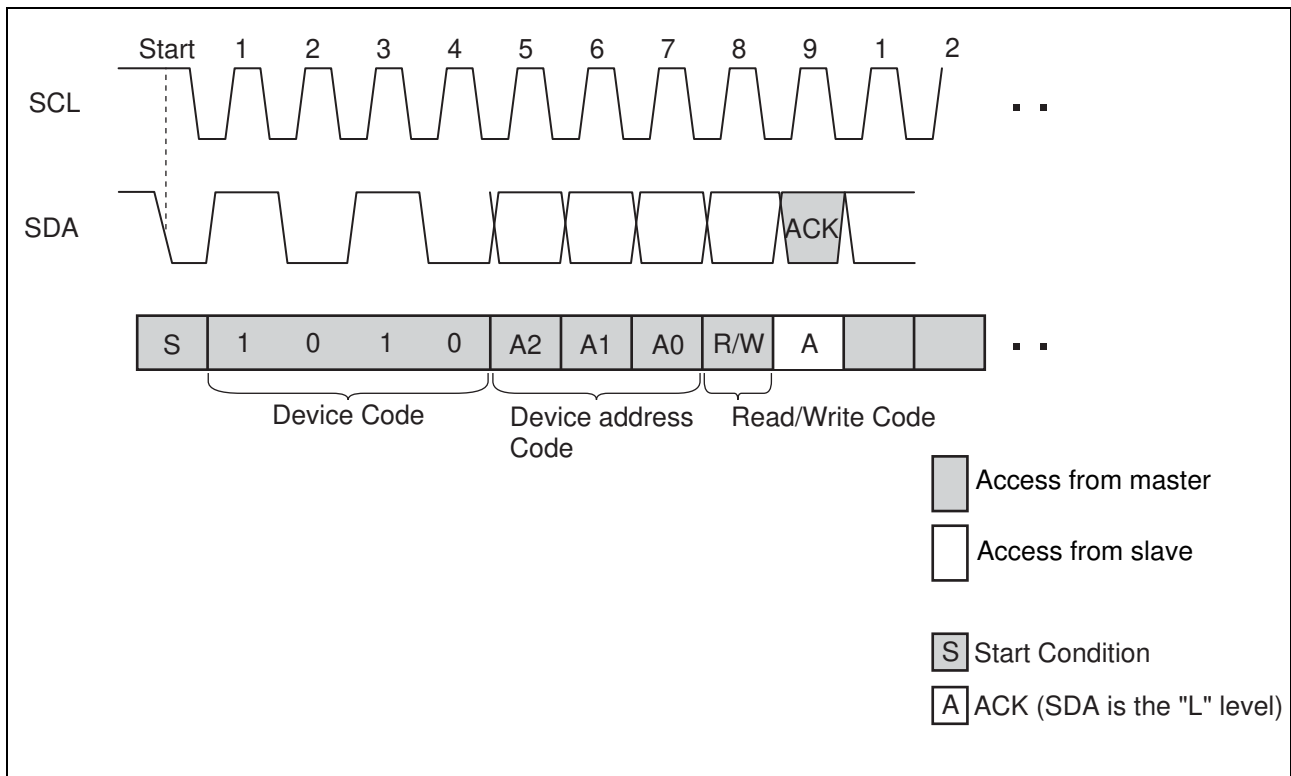 Start 1 2 3 4 5 6 7 8 9 1 2
SCL
SDA
ACK
S 1 0 1 0 A2 A1 A0 R/W A
Device Code
Device address
Code
Read/Write Code
Access from master
Access from slave
S Start Condition
A ACK (SDA is the "L" level)